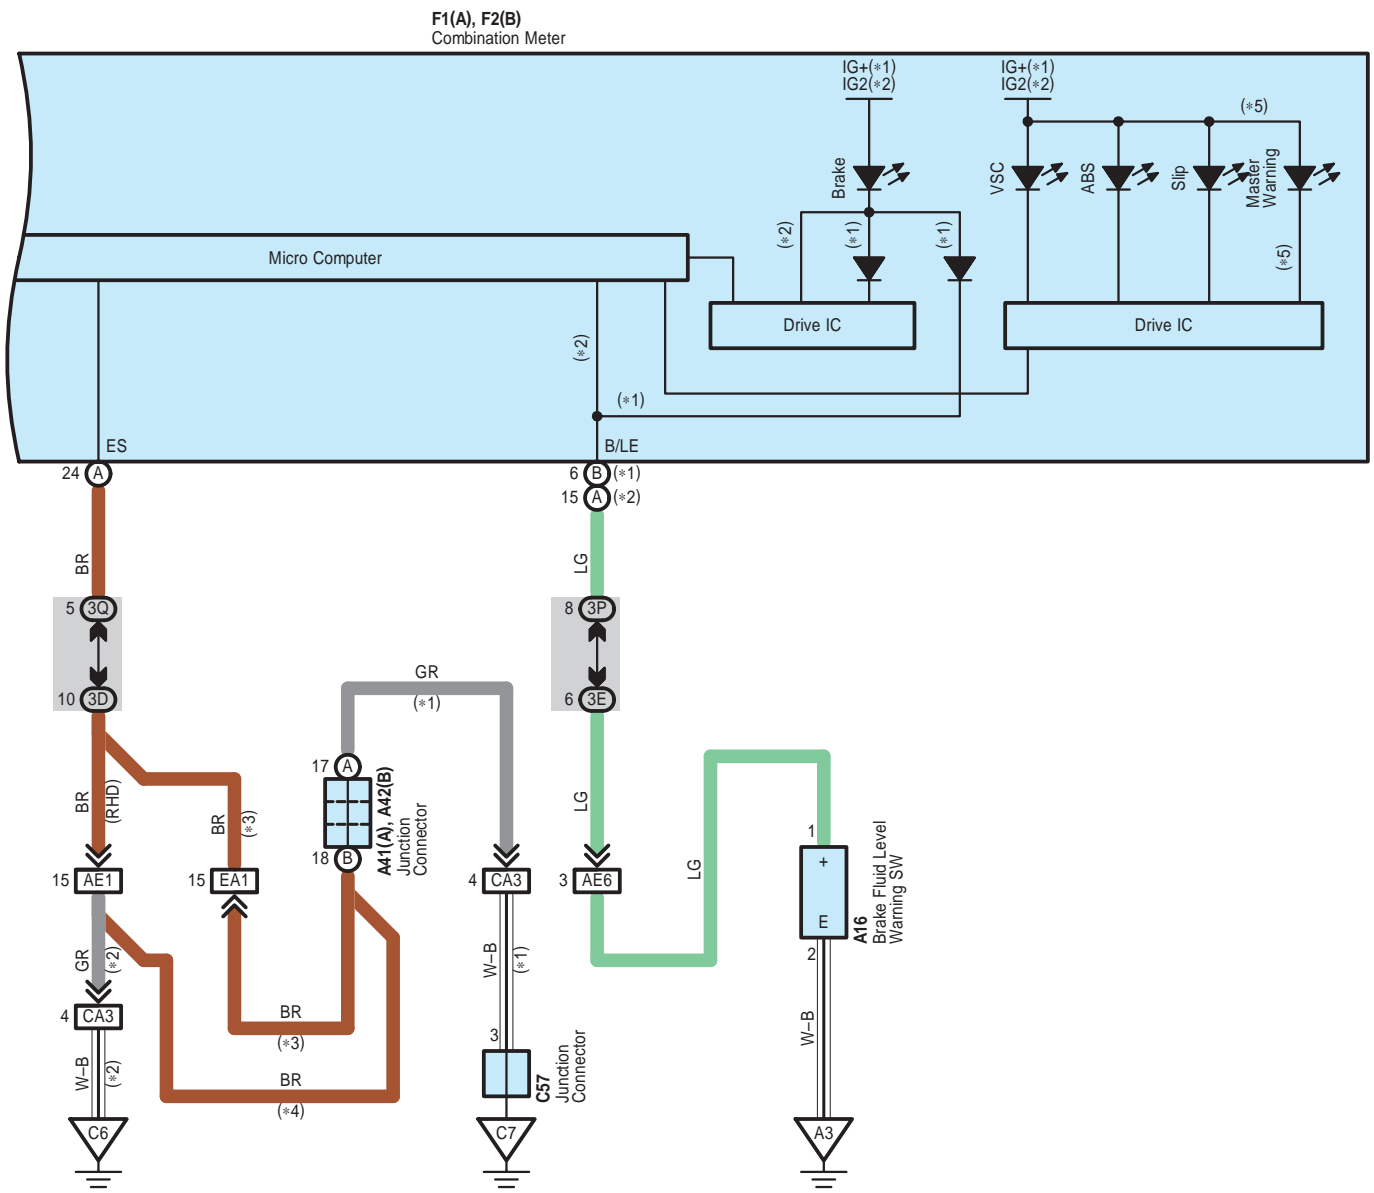 F1(A), F2(B)
Combination Meter
IG+(∗1)
IG2(∗2)
IG+(∗1)
IG2(∗2)
(∗5)
Brake
VSC
ABS
Slip
Master
Warning
(∗2)
(∗1)
(∗1)
(∗5)
Micro Computer
Drive IC
Drive IC
(∗2)
(∗1)
ES
B/LE
24 A
6 B (∗1)
15 A (∗2)
BR
LG
5 3Q
8 3P
10 3D
6 3E
GR
(∗1)
BR
(RHD)
BR
(∗3)
17 A
18 B
A41(A), A42(B)
Junction
Connector
LG
LG
1
+
E
2
A16
Brake Fluid Level
Warning SW
15 AE1
15 EA1
4 CA3
3 AE6
GR
(∗2)
W–B
(∗1)
4 CA3
BR
(∗3)
W–B
(∗2)
BR
(∗4)
3
C57
Junction
Connector
W–B
C6
C7
A3